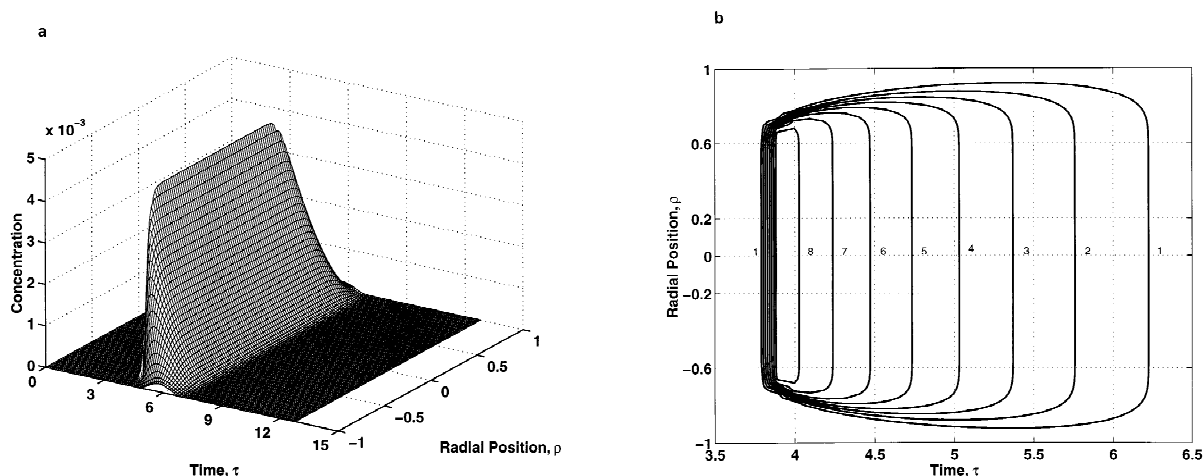 a
x 10⁻³
5
4
3
2
1
0
Concentration
0
3
6
9
12
15
Time, τ
−1
−0.5
0
0.5
1
Radial Position, ρ
b
1
0.6
0.2
0
−0.2
−0.6
−1
Radial Position, ρ
1 8 7 6 5 4 3 2 1
3.5 4 4.5 5 5.5 6 6.5
Time, τ